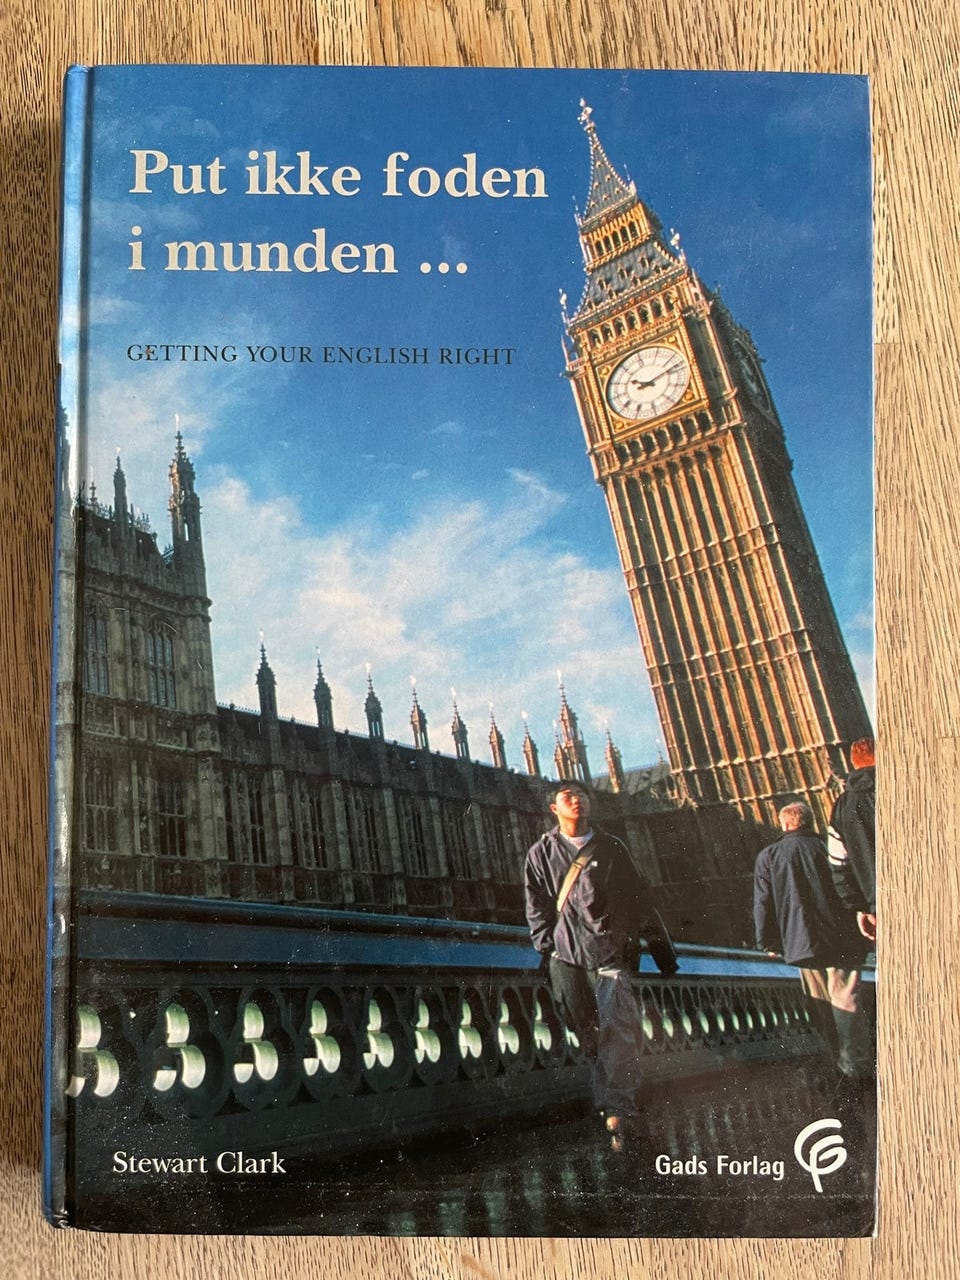 Put ikke foden
i munden ...
GETTING YOUR ENGLISH RIGHT
Stewart Clark
Gads Forlag